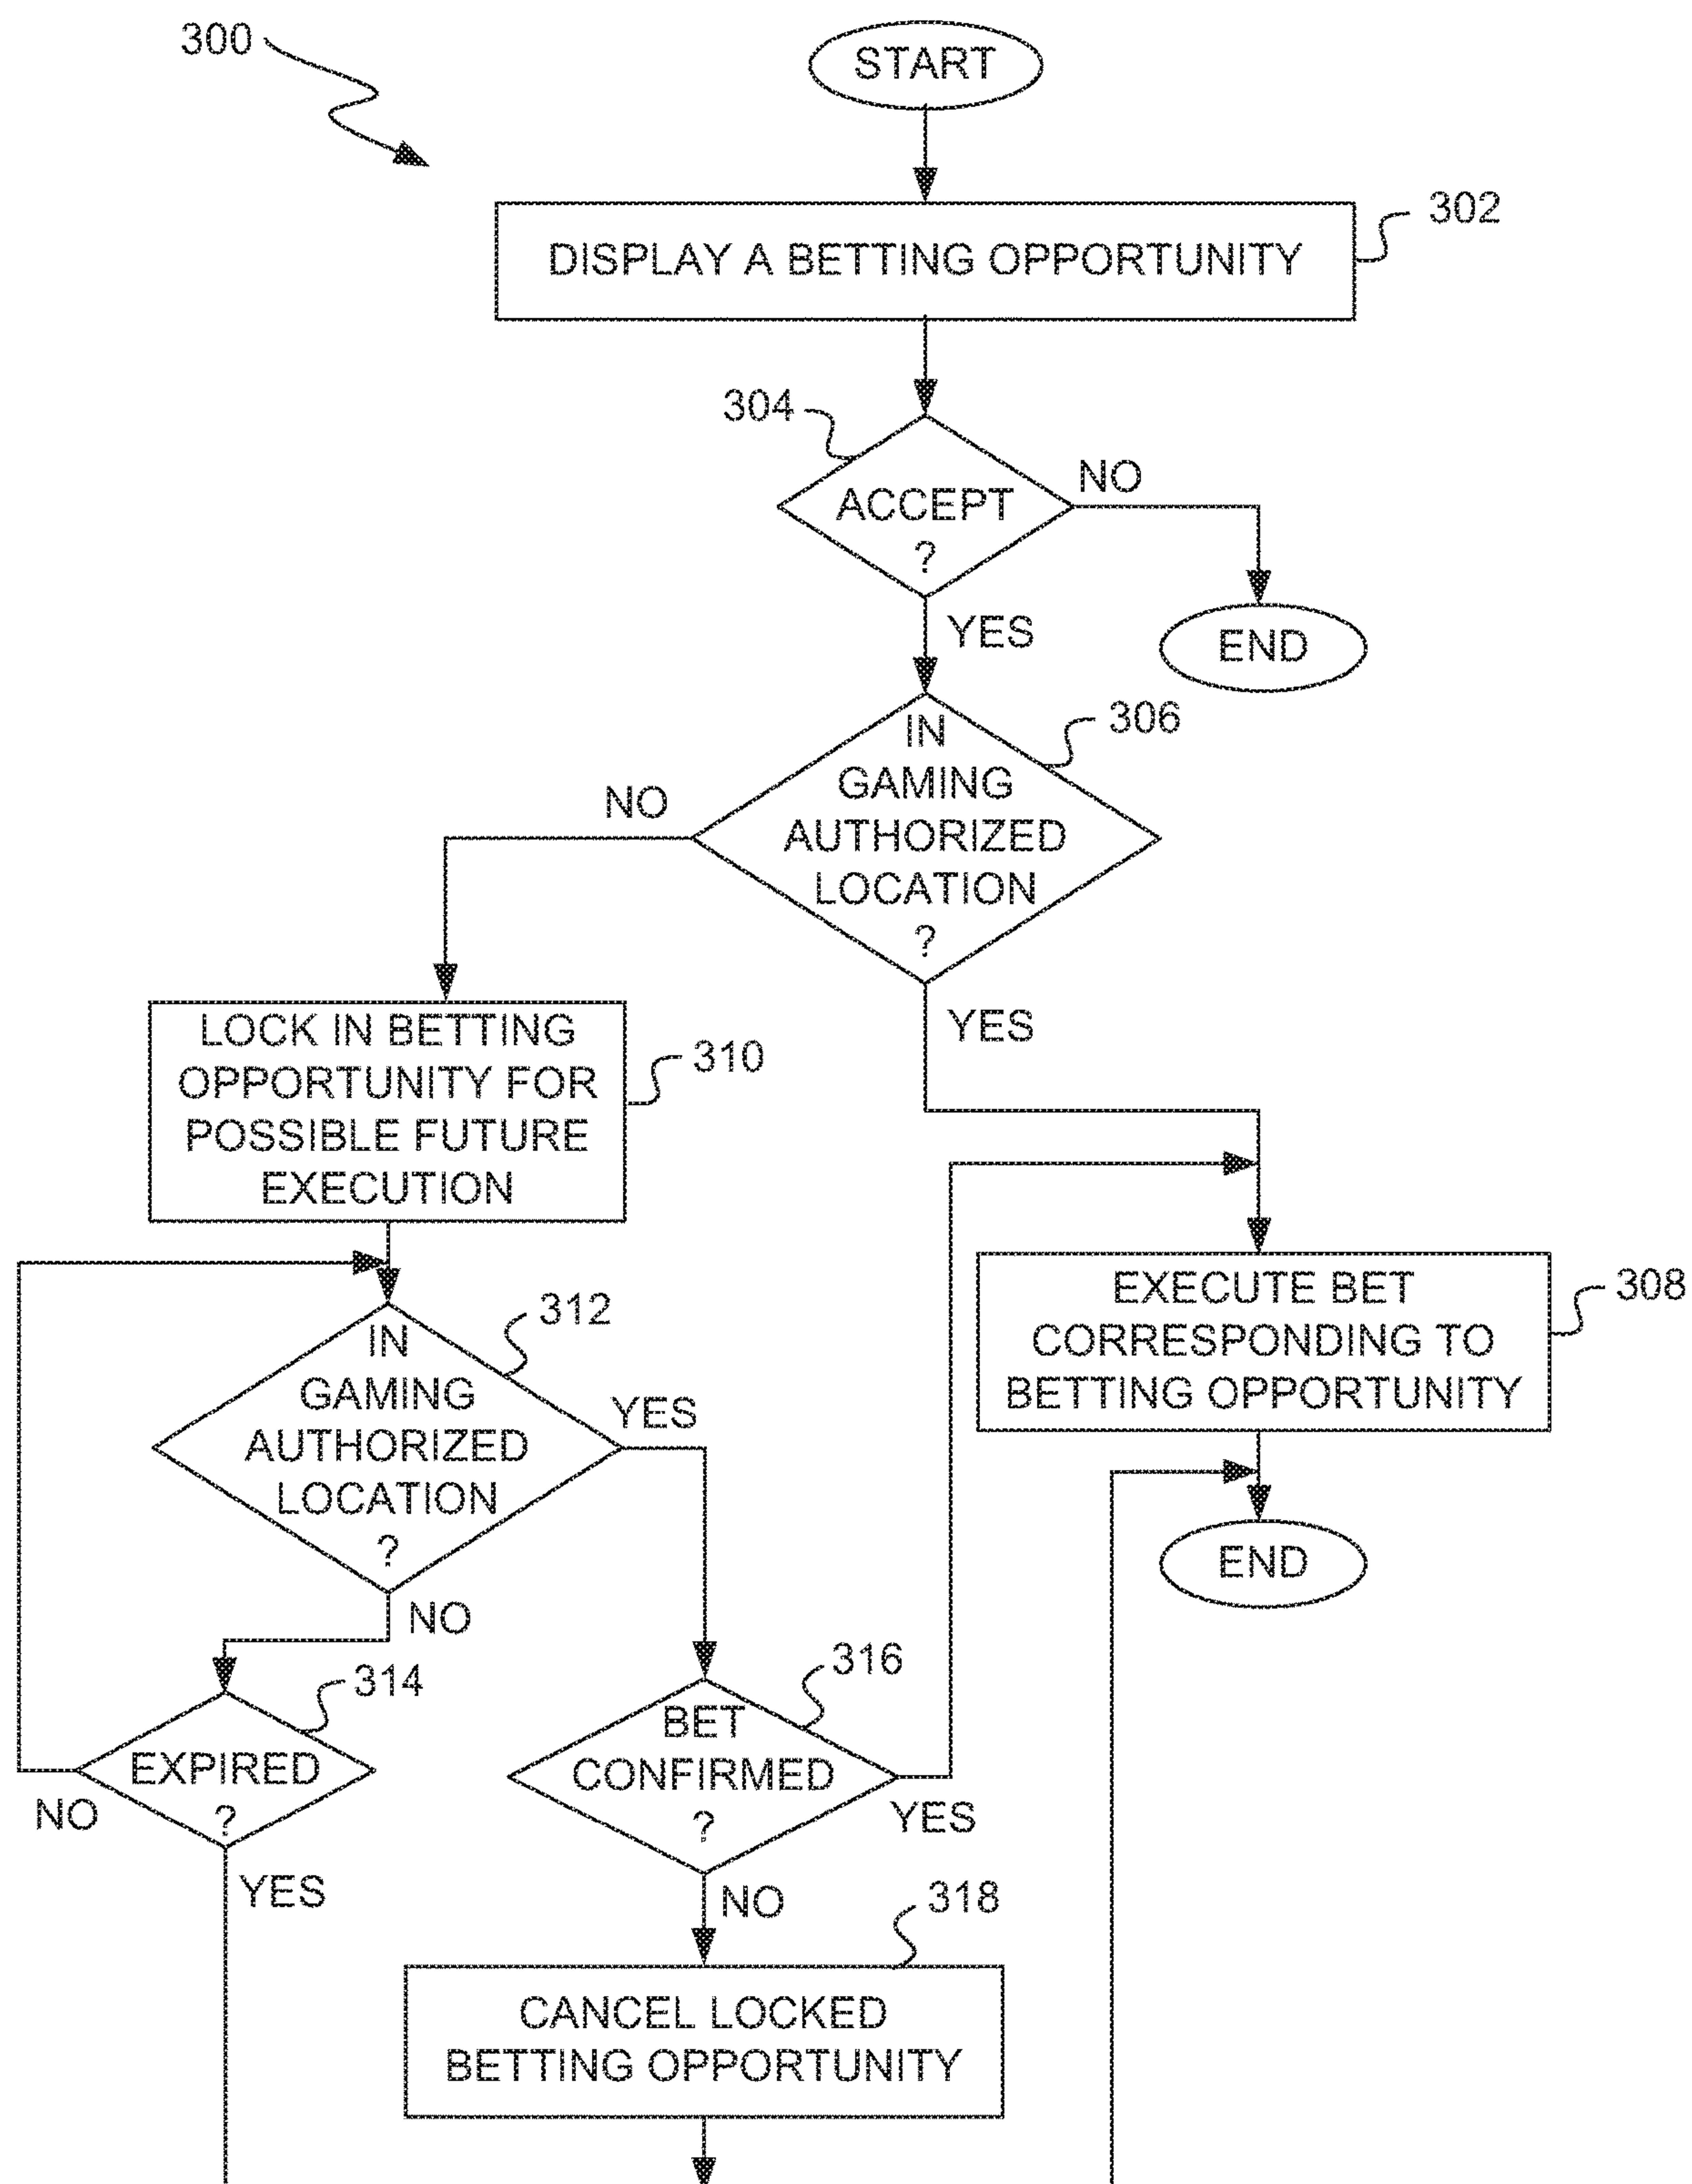 300
START
302
DISPLAY A BETTING OPPORTUNITY
304
NO
ACCEPT
?
YES
END
306
IN
GAMING
AUTHORIZED
LOCATION
?
NO
YES
LOCK IN BETTING
OPPORTUNITY FOR
POSSIBLE FUTURE
EXECUTION
310
308
EXECUTE BET
CORRESPONDING TO
BETTING OPPORTUNITY
312
IN
GAMING
AUTHORIZED
LOCATION
?
YES
END
NO
314
EXPIRED
?
NO
YES
316
BET
CONFIRMED
?
YES
NO
318
CANCEL LOCKED
BETTING OPPORTUNITY